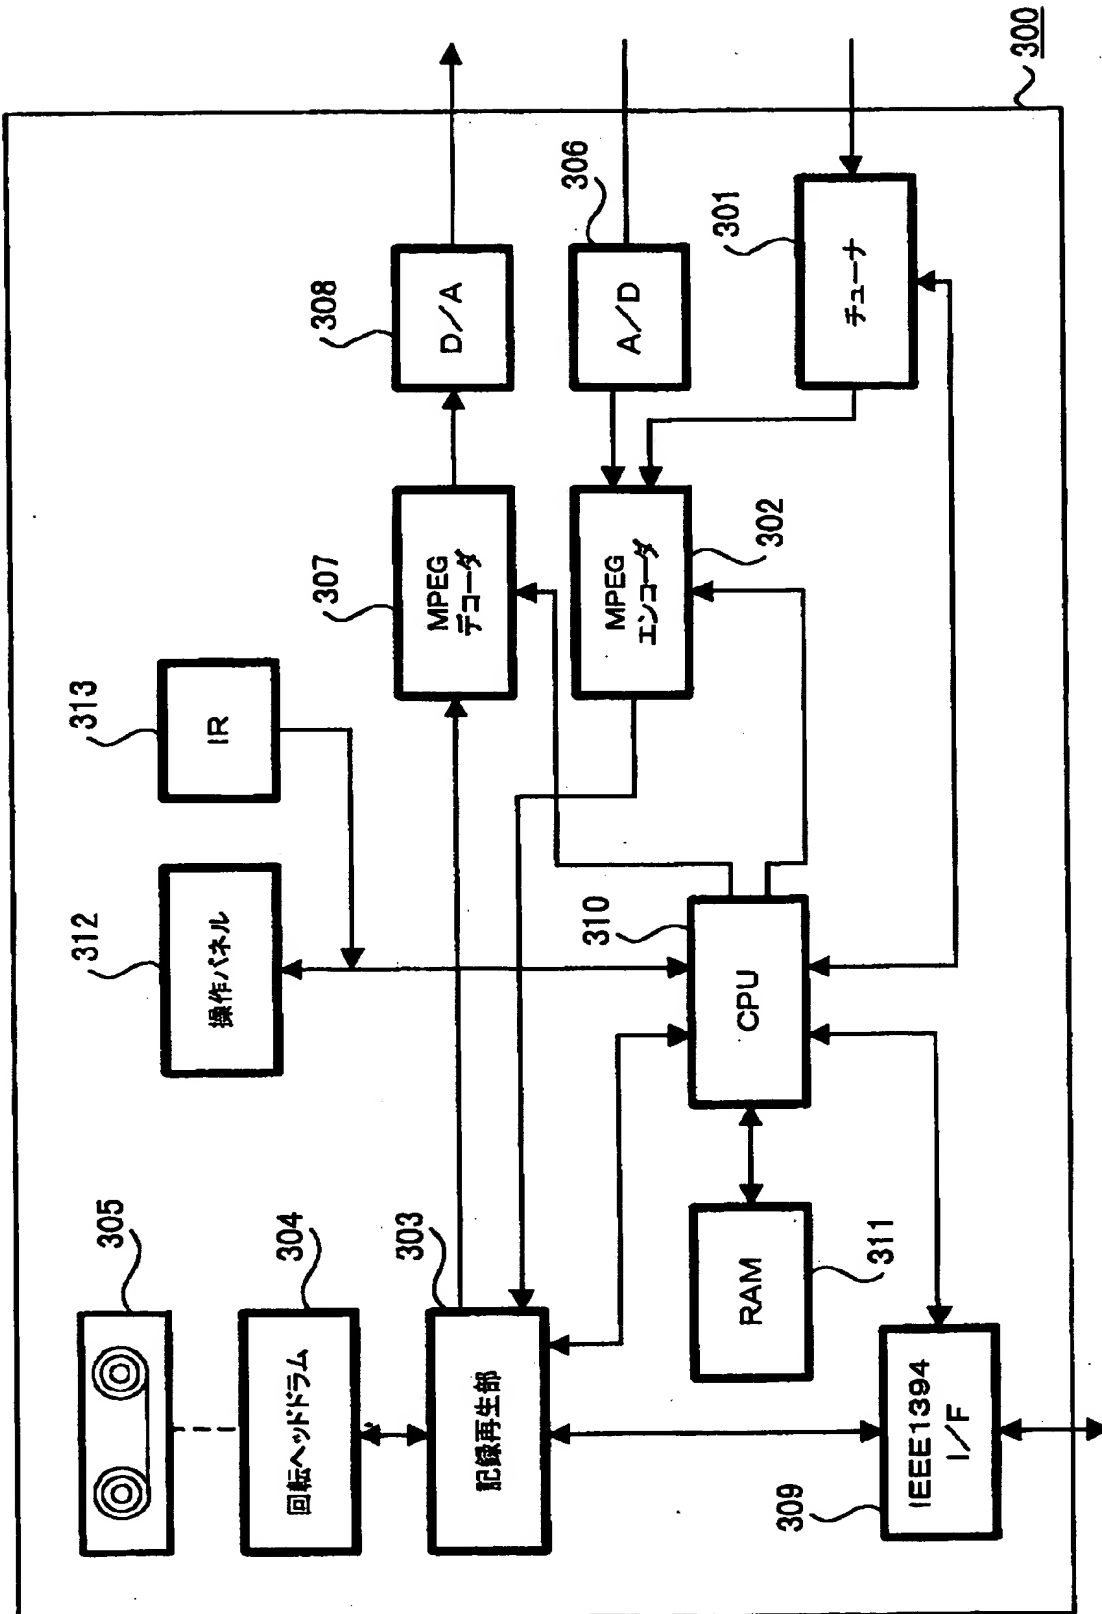 300
305
304
回転ヘッドドラム
303
記録再生部
309
IEEE1394
I/F
312
操作パネル
313
IR
310
CPU
RAM
311
307
MPEG
デコーダ
308
D/A
MPEG
エンコーダ
302
306
A/D
301
チューナ